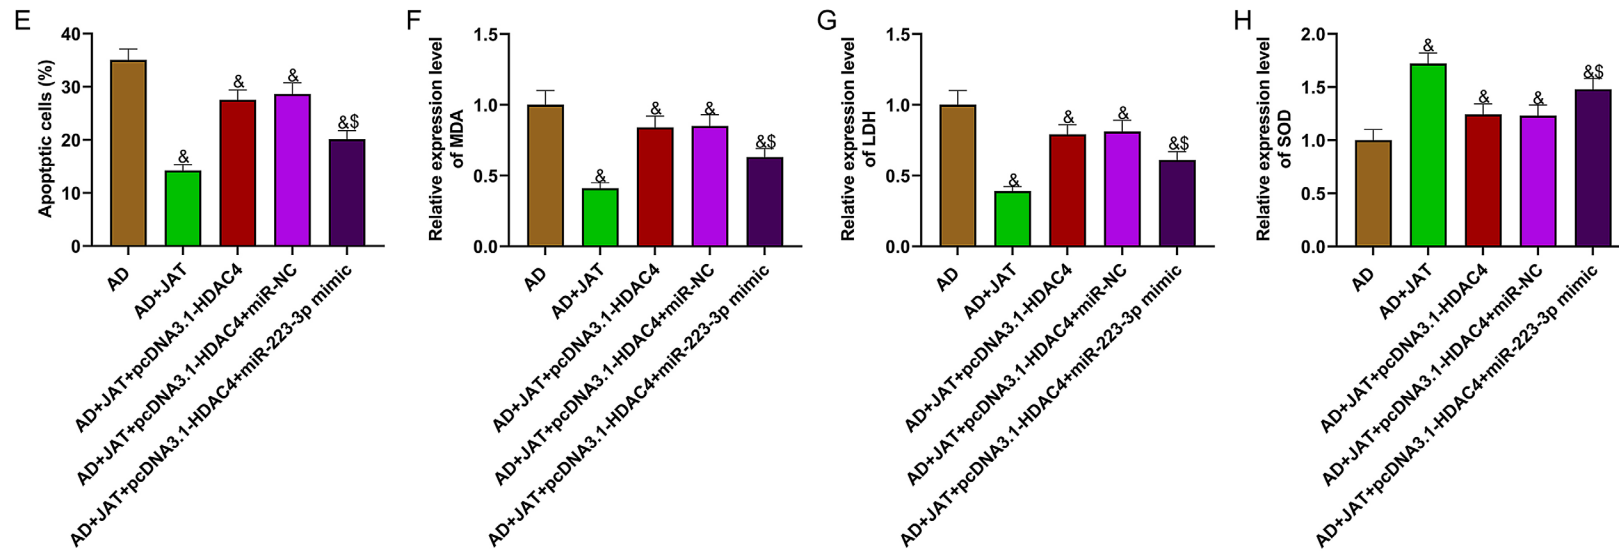 E
Apoptptic cells (%)
40
30
20
10
0
&
&
&
&$
AD
AD+JAT
AD+JAT+pcDNA3.1-HDAC4
AD+JAT+pcDNA3.1-HDAC4+miR-NC
AD+JAT+pcDNA3.1-HDAC4+miR-223-3p mimic
F
Relative expression level
of MDA
1.5
1.0
0.5
0.0
&
&
&
&$
AD
AD+JAT
AD+JAT+pcDNA3.1-HDAC4
AD+JAT+pcDNA3.1-HDAC4+miR-NC
AD+JAT+pcDNA3.1-HDAC4+miR-223-3p mimic
G
Relative expression level
of LDH
1.5
1.0
0.5
0.0
&
&
&
&$
AD
AD+JAT
AD+JAT+pcDNA3.1-HDAC4
AD+JAT+pcDNA3.1-HDAC4+miR-NC
AD+JAT+pcDNA3.1-HDAC4+miR-223-3p mimic
H
Relative expression level
of SOD
2.0
1.5
1.0
0.5
0.0
&
&
&
&$
AD
AD+JAT
AD+JAT+pcDNA3.1-HDAC4
AD+JAT+pcDNA3.1-HDAC4+miR-NC
AD+JAT+pcDNA3.1-HDAC4+miR-223-3p mimic